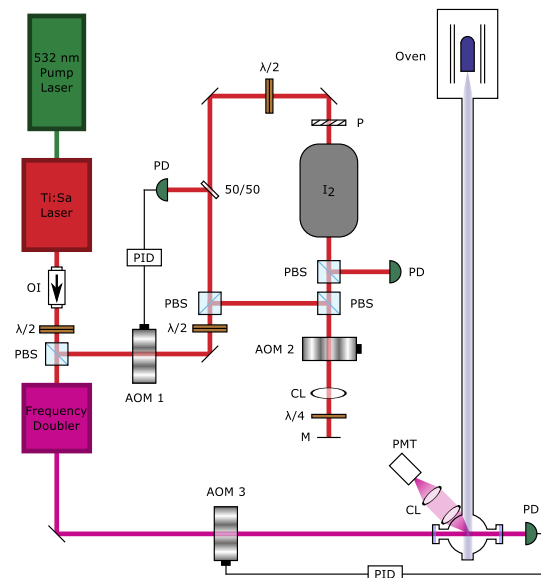 532 nm
Pump
Laser
λ/2
Oven
P
PD
Ti:Sa
Laser
50/50
I2
PID
OI
PBS
PD
PBS
PBS
λ/2
λ/2
PBS
AOM 2
AOM 1
CL
Frequency
Doubler
λ/4
M
PMT
CL
AOM 3
PD
PID